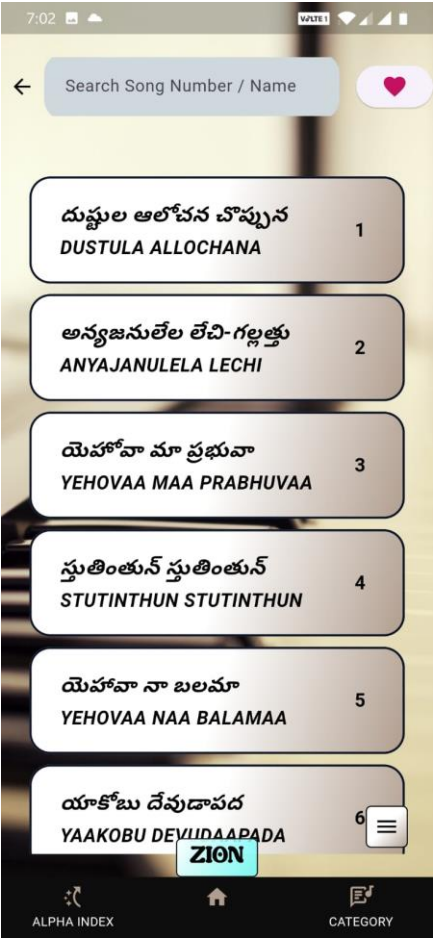 7:02
VoLTE 1
Search Song Number / Name
దుష్టుల ఆలోచన చొప్పున
DUSTULA ALLOCHANA
1
అన్యజనులేల లేచి-గల్లత్తు
ANYAJANULELA LECHI
2
యెహోవా మా ప్రభువా
YEHOVAA MAA PRABHUVAA
3
స్తుతింతున్ స్తుతింతున్
STUTINTHUN STUTINTHUN
4
యెహావా నా బలమా
YEHOVAA NAA BALAMAA
5
యాకోబు దేవుడాపద
YAAKOBU DEVUDAAPADA
6
ZION
ALPHA INDEX
CATEGORY